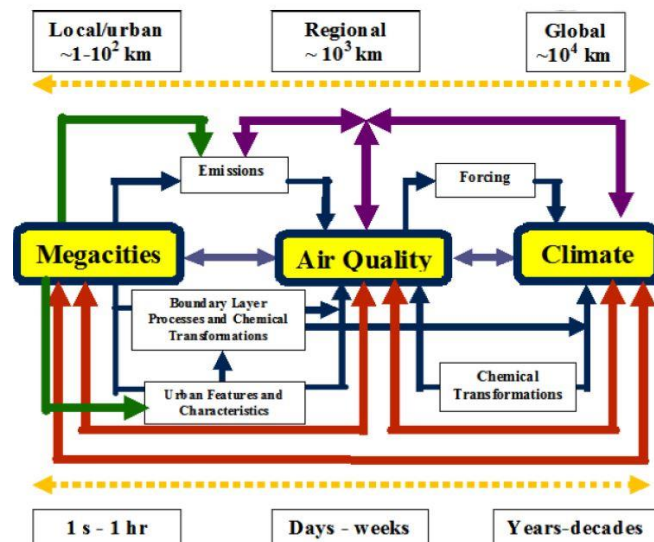 Local/urban
~1-10² km
Regional
~ 10³ km
Global
~10⁴ km
Emissions
Forcing
Megacities
Air Quality
Climate
Boundary Layer
Processes and Chemical
Transformations
Urban Features and
Characteristics
Chemical
Transformations
1 s - 1 hr
Days - weeks
Years-decades